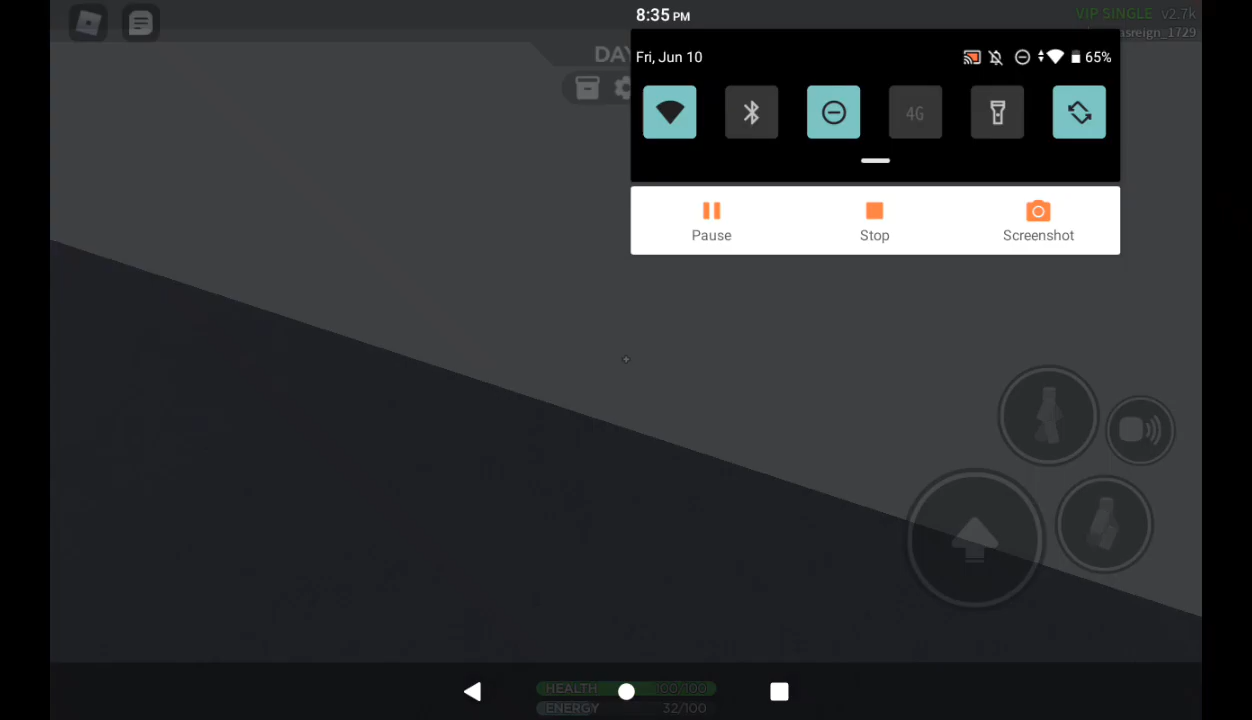 8:35 PM
VIP SINGLE v2.7k
asreign_1729
DAY
Fri, Jun 10
65%
4G
Pause
Stop
Screenshot
HEALTH 100/100
ENERGY 32/100